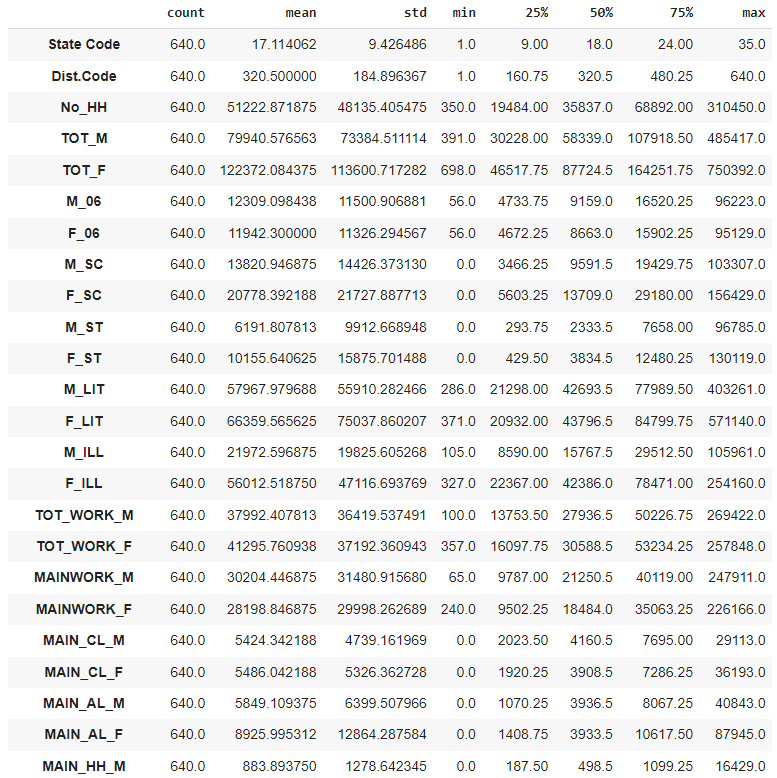 count mean std min 25% 50% 75% max
State Code 640.0 17.114062 9.426486 1.0 9.00 18.0 24.00 35.0
Dist.Code 640.0 320.500000 184.896367 1.0 160.75 320.5 480.25 640.0
No_HH 640.0 51222.871875 48135.405475 350.0 19484.00 35837.0 68892.00 310450.0
TOT_M 640.0 79940.576563 73384.511114 391.0 30228.00 58339.0 107918.50 485417.0
TOT_F 640.0 122372.084375 113600.717282 698.0 46517.75 87724.5 164251.75 750392.0
M_06 640.0 12309.098438 11500.906881 56.0 4733.75 9159.0 16520.25 96223.0
F_06 640.0 11942.300000 11326.294567 56.0 4672.25 8663.0 15902.25 95129.0
M_SC 640.0 13820.946875 14426.373130 0.0 3466.25 9591.5 19429.75 103307.0
F_SC 640.0 20778.392188 21727.887713 0.0 5603.25 13709.0 29180.00 156429.0
M_ST 640.0 6191.807813 9912.668948 0.0 293.75 2333.5 7658.00 96785.0
F_ST 640.0 10155.640625 15875.701488 0.0 429.50 3834.5 12480.25 130119.0
M_LIT 640.0 57967.979688 55910.282466 286.0 21298.00 42693.5 77989.50 403261.0
F_LIT 640.0 66359.565625 75037.860207 371.0 20932.00 43796.5 84799.75 571140.0
M_ILL 640.0 21972.596875 19825.605268 105.0 8590.00 15767.5 29512.50 105961.0
F_ILL 640.0 56012.518750 47116.693769 327.0 22367.00 42386.0 78471.00 254160.0
TOT_WORK_M 640.0 37992.407813 36419.537491 100.0 13753.50 27936.5 50226.75 269422.0
TOT_WORK_F 640.0 41295.760938 37192.360943 357.0 16097.75 30588.5 53234.25 257848.0
MAINWORK_M 640.0 30204.446875 31480.915680 65.0 9787.00 21250.5 40119.00 247911.0
MAINWORK_F 640.0 28198.846875 29998.262689 240.0 9502.25 18484.0 35063.25 226166.0
MAIN_CL_M 640.0 5424.342188 4739.161969 0.0 2023.50 4160.5 7695.00 29113.0
MAIN_CL_F 640.0 5486.042188 5326.362728 0.0 1920.25 3908.5 7286.25 36193.0
MAIN_AL_M 640.0 5849.109375 6399.507966 0.0 1070.25 3936.5 8067.25 40843.0
MAIN_AL_F 640.0 8925.995312 12864.287584 0.0 1408.75 3933.5 10617.50 87945.0
MAIN_HH_M 640.0 883.893750 1278.642345 0.0 187.50 498.5 1099.25 16429.0